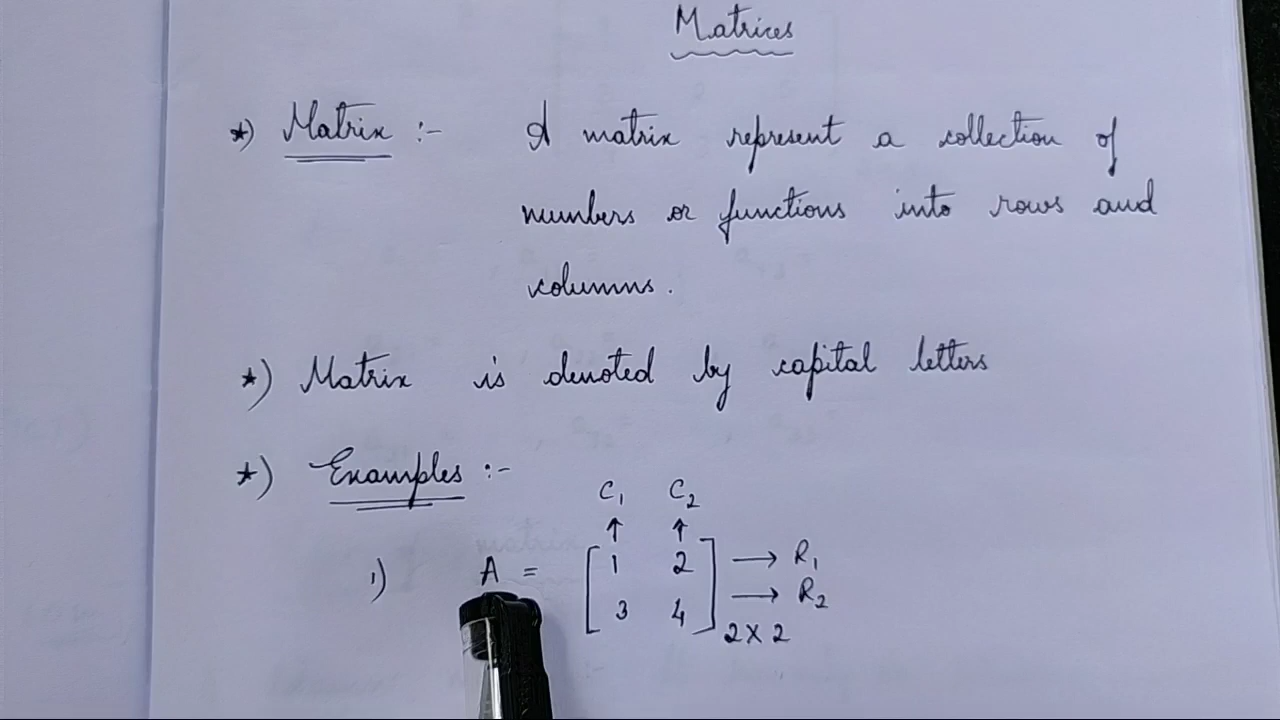 Matrices
*) Matrix :- A matrix represent a collection of
numbers or functions into rows and
columns.
*) Matrix is denoted by capital letters
*) Examples :-
C₁ C₂
↑ ↑
1) A = [ 1 2 ] → R₁
[ 3 4 ] → R₂
2 X 2